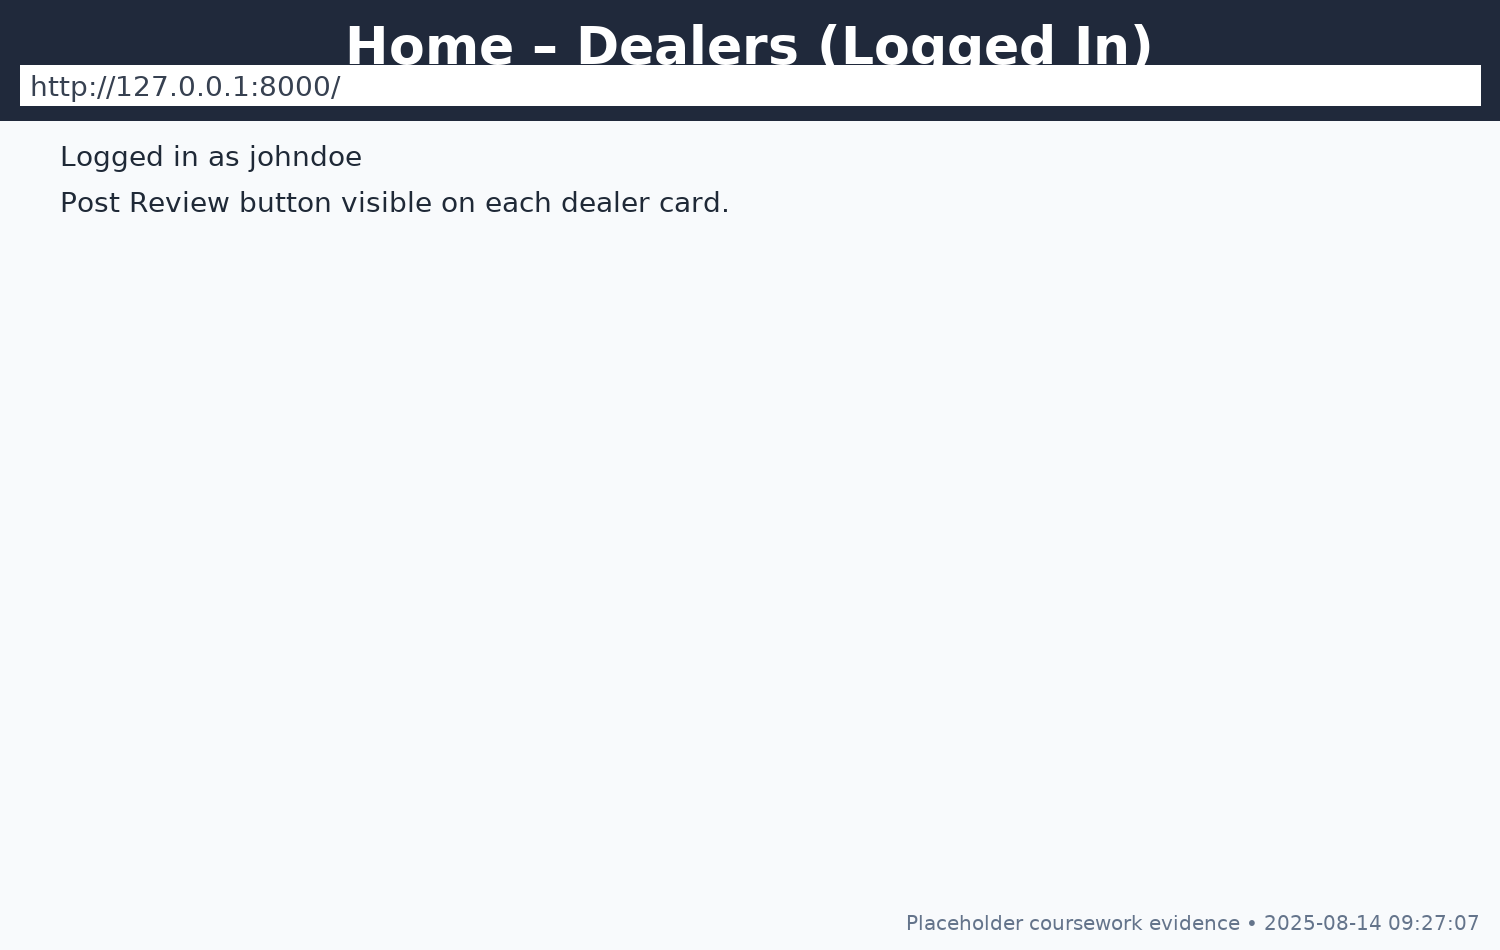 Home – Dealers (Logged In)
http://127.0.0.1:8000/
Logged in as johndoe
Post Review button visible on each dealer card.
Placeholder coursework evidence • 2025-08-14 09:27:07